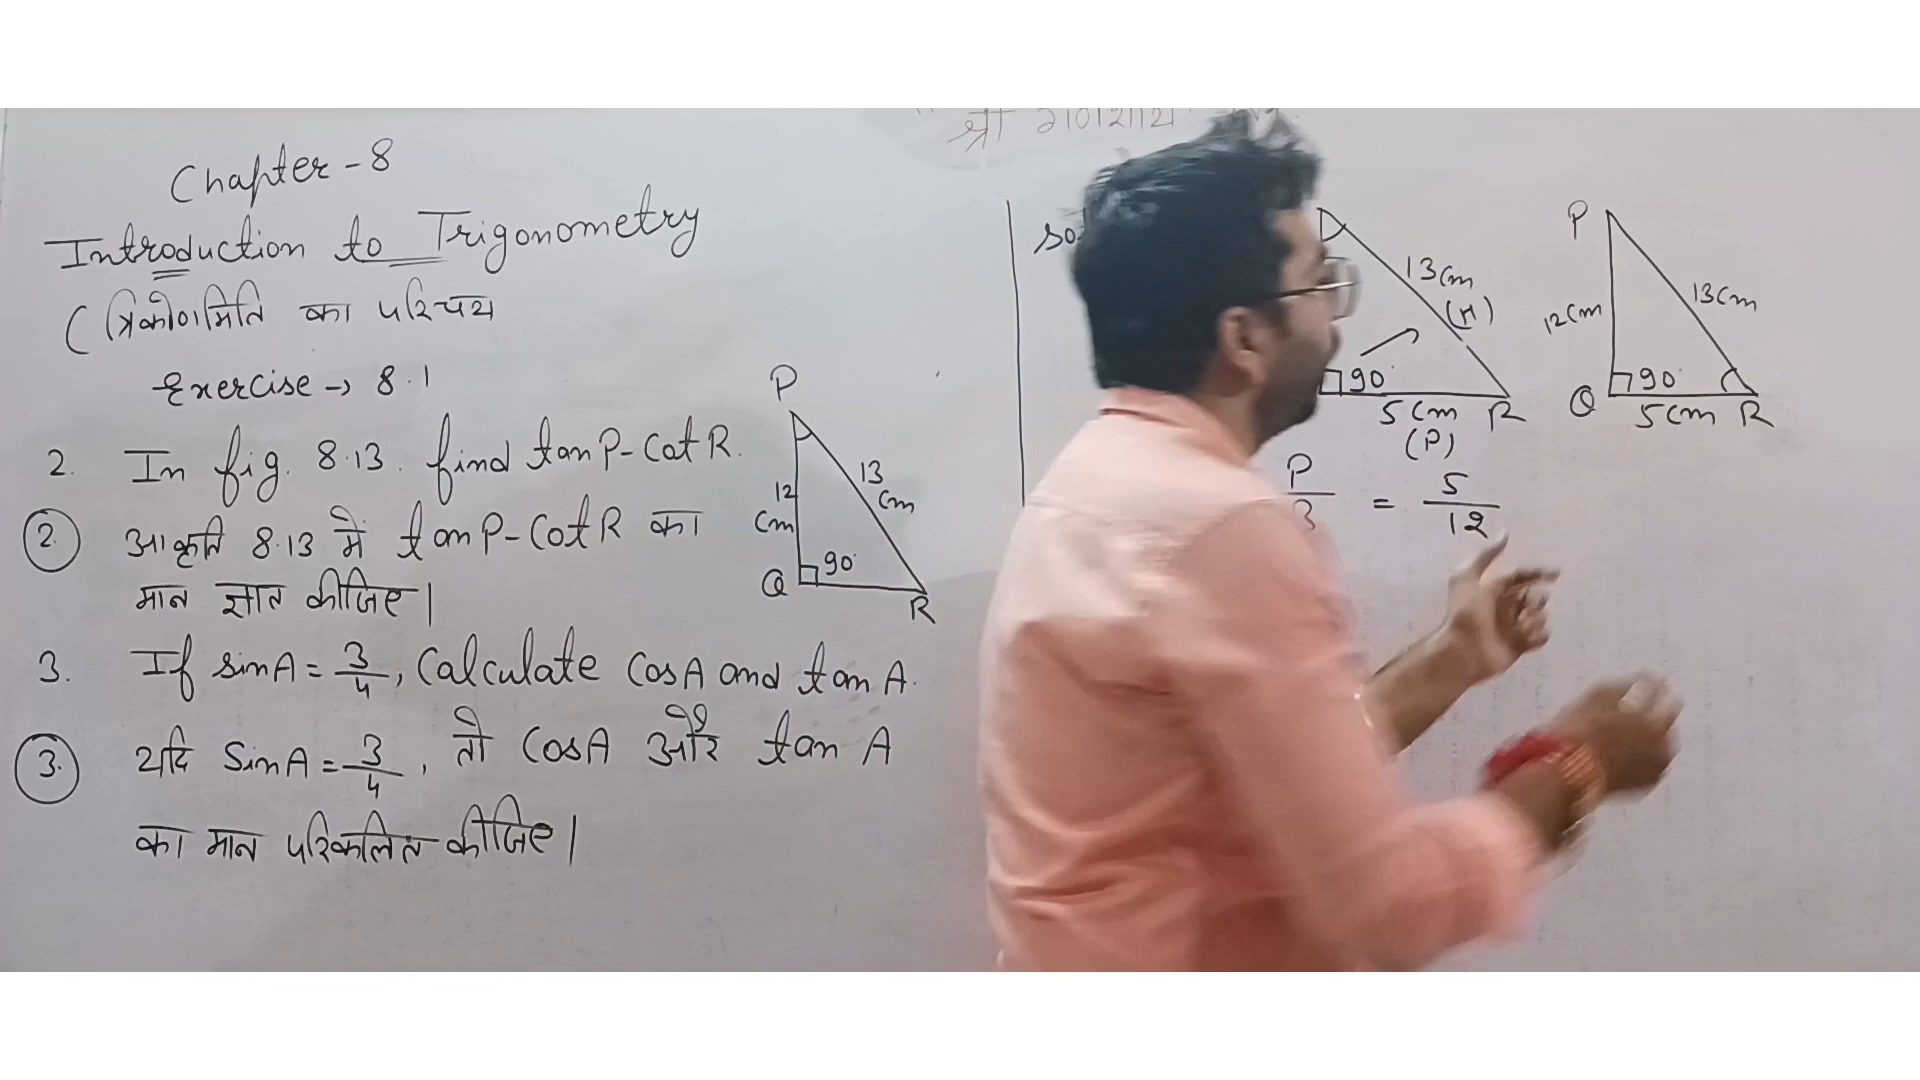 श्री गणेशाय
Chapter - 8
Introduction to Trigonometry
( त्रिकोणमिति का परिचय
Exercise → 8.1
2. In fig. 8.13. find tan P - Cot R.
② आकृति 8.13 में tan P - Cot R का
मान ज्ञात कीजिए।
P
12 cm
13 cm
90°
Q
R
3. If sin A = 3/4, Calculate Cos A and tan A.
③ यदि Sin A = 3/4, तो Cos A और tan A
का मान परिकलित कीजिए।
13 cm
(H)
90°
5 cm R
(P)
P = 5/12
P
12 cm
13 cm
90°
Q 5 cm R